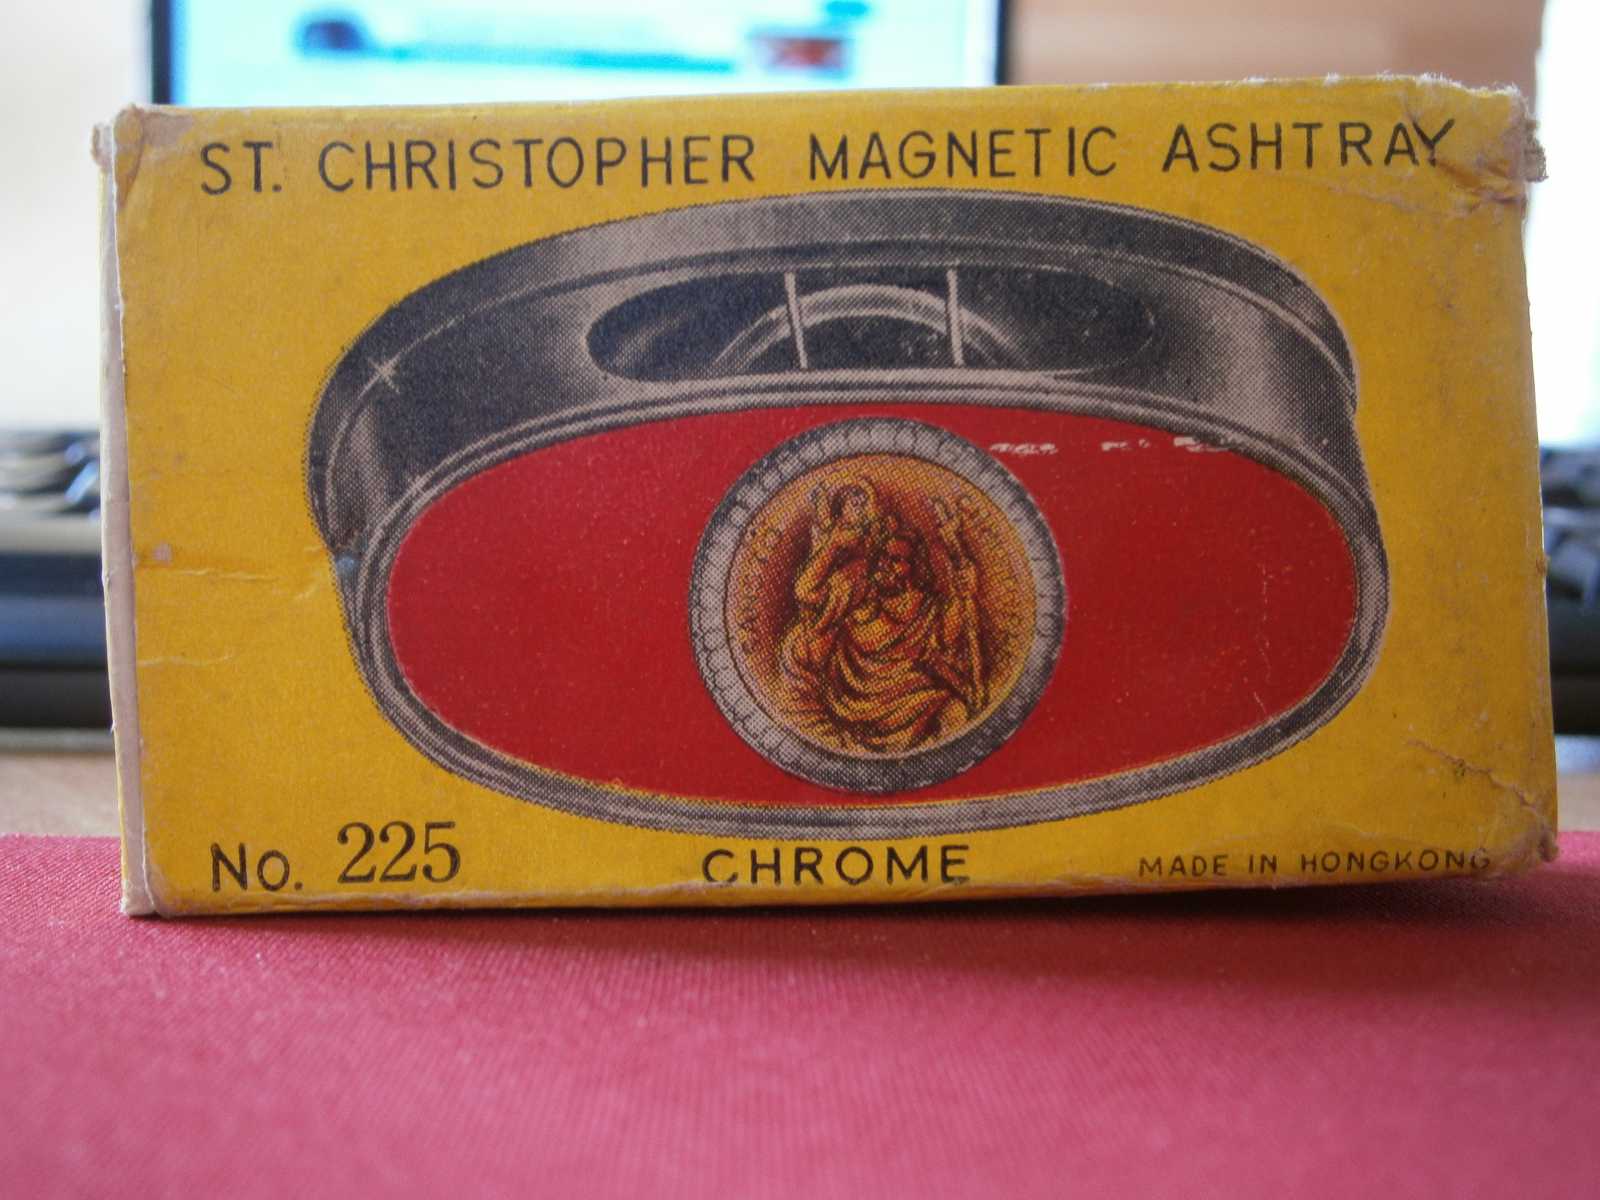 ST. CHRISTOPHER MAGNETIC ASHTRAY
No. 225 CHROME MADE IN HONGKONG